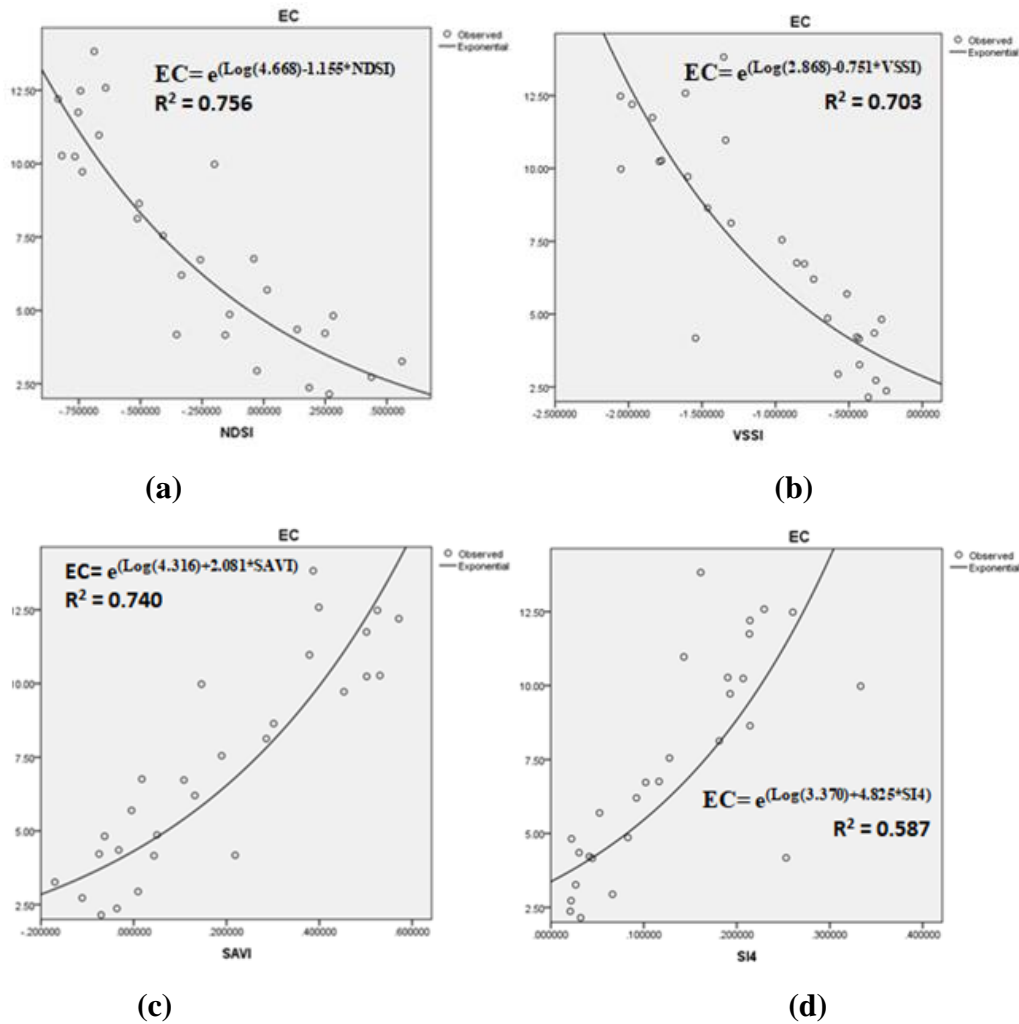 EC
Observed
Exponential
EC= e^(Log(4.668)-1.155*NDSI)
R² = 0.756
12.50
10.00
7.50
5.00
2.50
-.750000 -.500000 -.250000 .000000 .250000 .500000
NDSI
(a)
EC
Observed
Exponential
EC= e^(Log(2.868)-0.751*VSSI)
R² = 0.703
12.50
10.00
7.50
5.00
2.50
-2.500000 -2.000000 -1.500000 -1.000000 -.500000 .000000
VSSI
(b)
EC
Observed
Exponential
EC= e^(Log(4.316)+2.081*SAVI)
R² = 0.740
12.50
10.00
7.50
5.00
2.50
-.200000 .000000 .200000 .400000 .600000
SAVI
(c)
EC
Observed
Exponential
12.50
10.00
7.50
EC= e^(Log(3.370)+4.825*SI4)
R² = 0.587
5.00
2.50
.000000 .100000 .200000 .300000 .400000
SI4
(d)